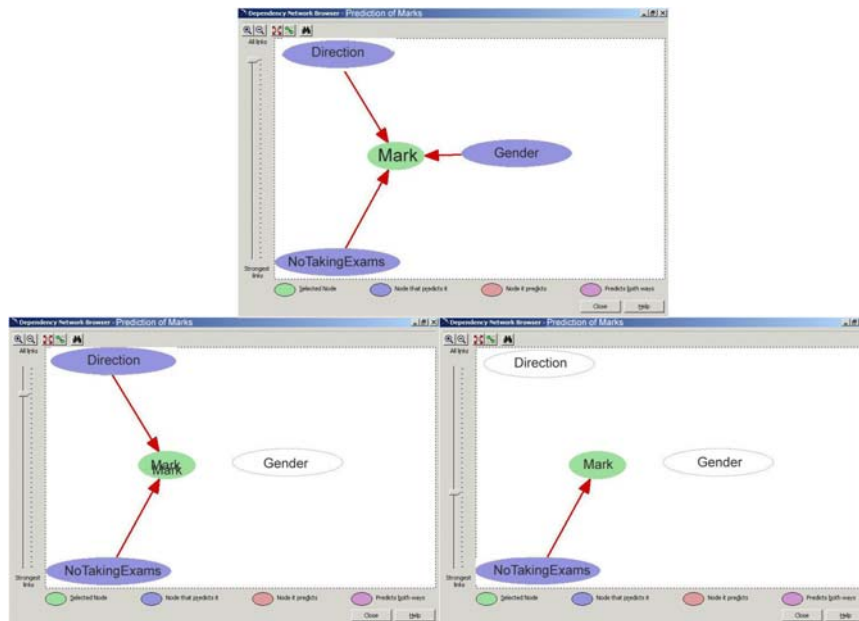 Dependency Network Browser - Prediction of Marks
All links
Direction
Mark
Gender
NoTakingExams
Strongest
links
Selected Node
Node that predicts it
Node it predicts
Predicts both ways
Close
Help
Dependency Network Browser - Prediction of Marks
All links
Direction
Mark
Mark
Gender
NoTakingExams
Strongest
links
Selected Node
Node that predicts it
Node it predicts
Predicts both ways
Close
Help
Dependency Network Browser - Prediction of Marks
All links
Direction
Mark
Gender
NoTakingExams
Strongest
links
Selected Node
Node that predicts it
Node it predicts
Predicts both ways
Close
Help